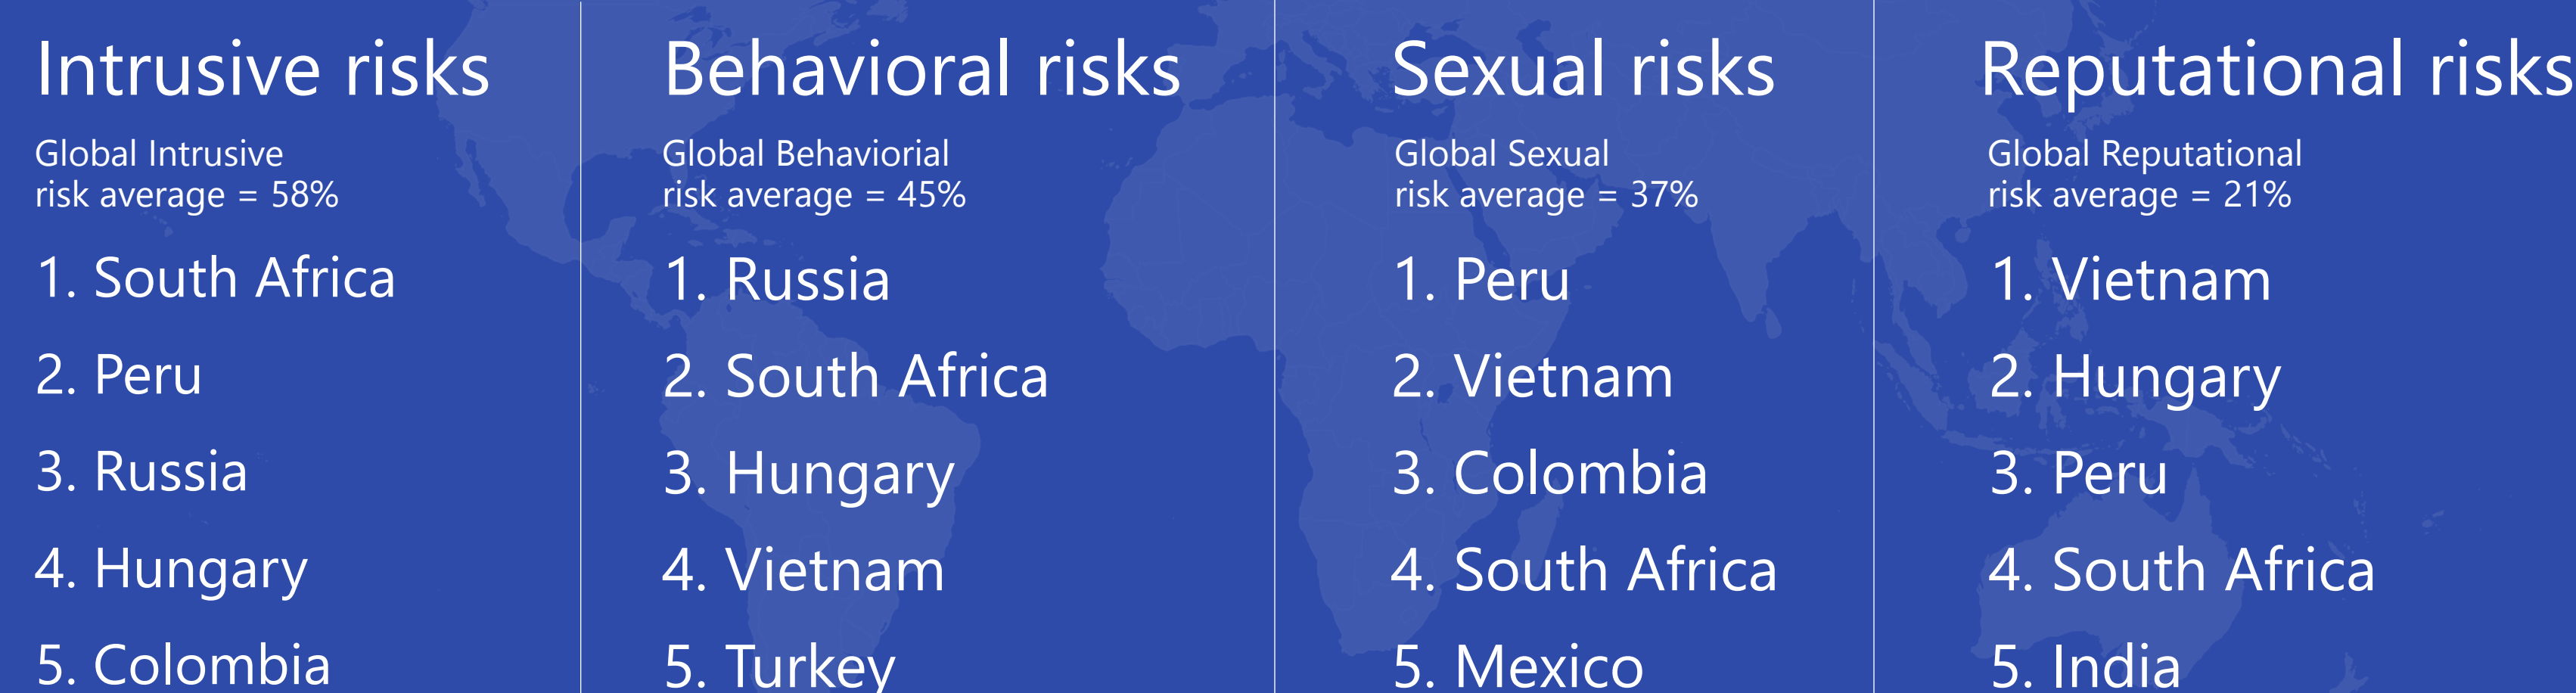 Intrusive risks
Global Intrusive
risk average = 58%
1. South Africa
2. Peru
3. Russia
4. Hungary
5. Colombia
Behavioral risks
Global Behaviorial
risk average = 45%
1. Russia
2. South Africa
3. Hungary
4. Vietnam
5. Turkey
Sexual risks
Global Sexual
risk average = 37%
1. Peru
2. Vietnam
3. Colombia
4. South Africa
5. Mexico
Reputational risks
Global Reputational
risk average = 21%
1. Vietnam
2. Hungary
3. Peru
4. South Africa
5. India